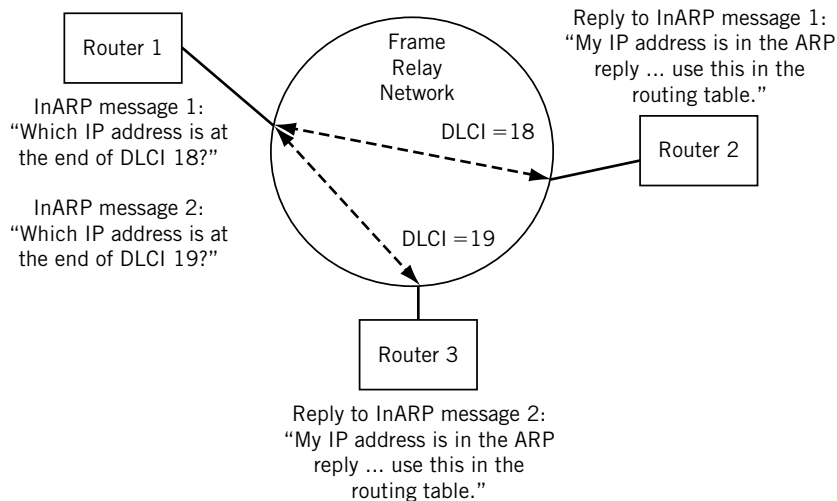 Router 1
Frame
Relay
Network
Reply to InARP message 1:
“My IP address is in the ARP
reply ... use this in the
routing table.”
InARP message 1:
“Which IP address is at
the end of DLCI 18?”
DLCI =18
Router 2
InARP message 2:
“Which IP address is at
the end of DLCI 19?”
DLCI =19
Router 3
Reply to InARP message 2:
“My IP address is in the ARP
reply ... use this in the
routing table.”